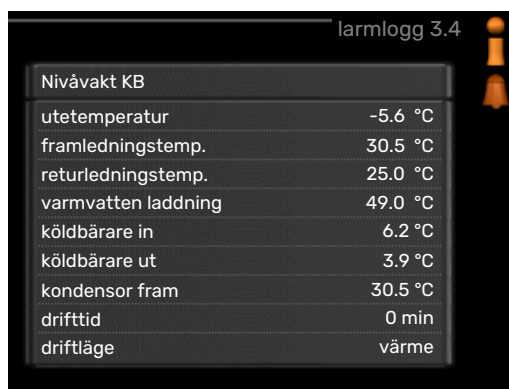 larmlogg 3.4
Nivåvakt KB
utetemperatur -5.6 °C
framledningstemp. 30.5 °C
returledningstemp. 25.0 °C
varmvatten laddning 49.0 °C
köldbärare in 6.2 °C
köldbärare ut 3.9 °C
kondensor fram 30.5 °C
drifttid 0 min
driftläge värme